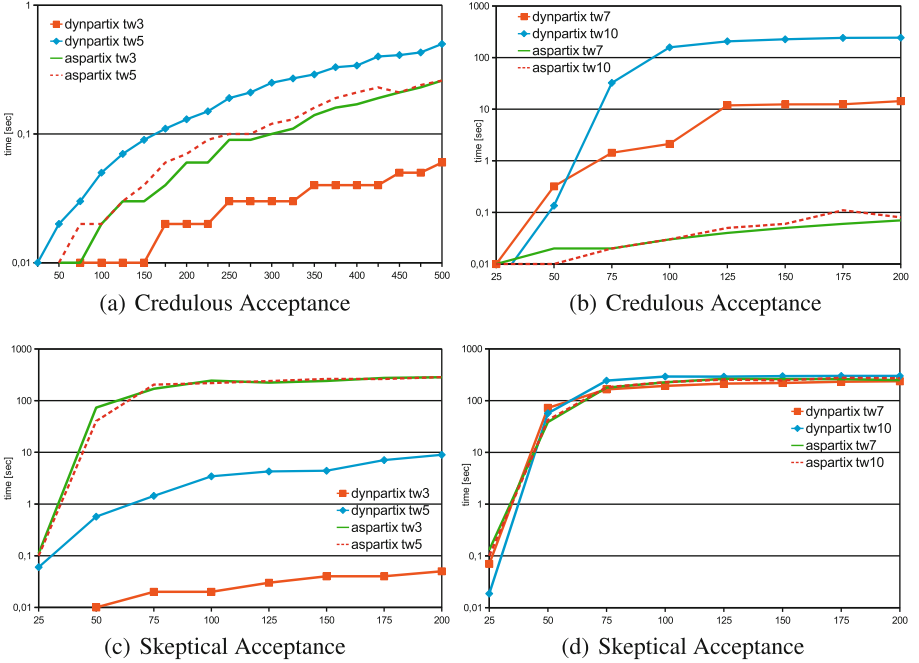 1
0,1
0,01
time [sec]
dynpartix tw3
dynpartix tw5
aspartix tw3
aspartix tw5
50 100 150 200 250 300 350 400 450 500
(a) Credulous Acceptance
1000
100
10
1
0,1
0,01
time [sec]
dynpartix tw7
dynpartix tw10
aspartix tw7
aspartix tw10
25 50 75 100 125 150 175 200
(b) Credulous Acceptance
1000
100
10
1
0,1
0,01
time [sec]
dynpartix tw3
dynpartix tw5
aspartix tw3
aspartix tw5
25 50 75 100 125 150 175 200
(c) Skeptical Acceptance
1000
100
10
1
0,1
0,01
time [sec]
dynpartix tw7
dynpartix tw10
aspartix tw7
aspartix tw10
25 50 75 100 125 150 175 200
(d) Skeptical Acceptance